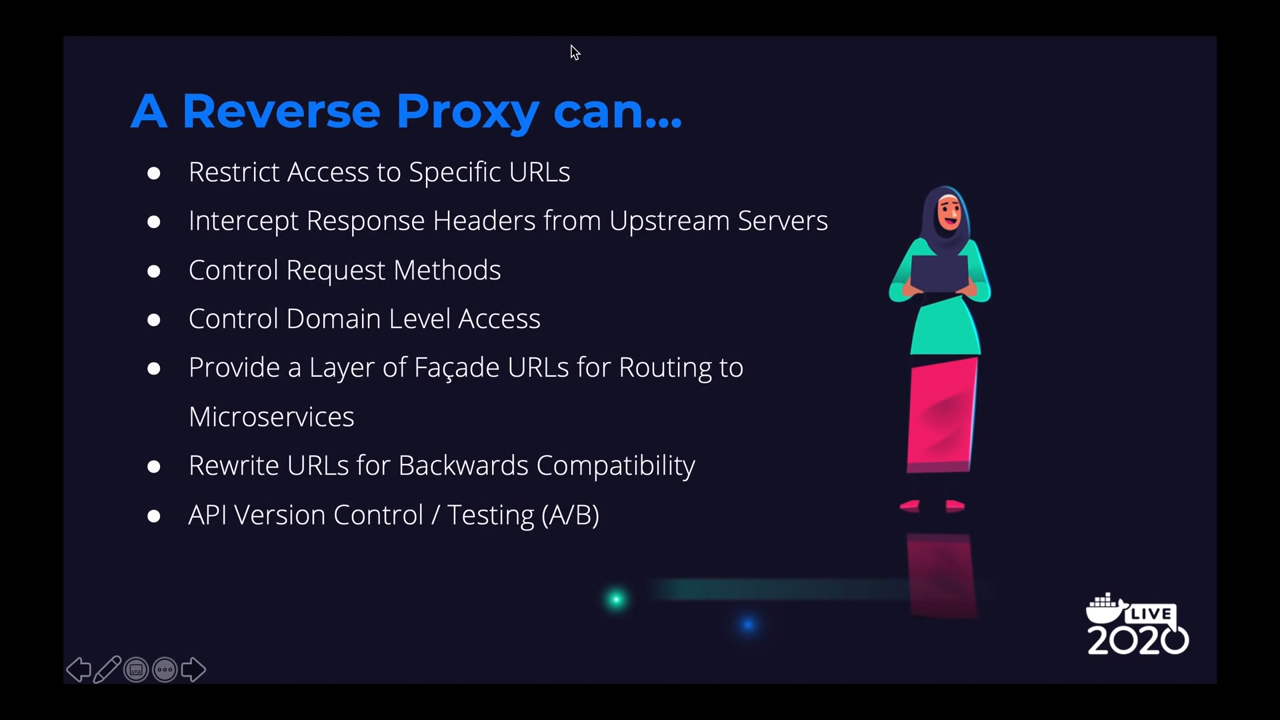 A Reverse Proxy can...
● Restrict Access to Specific URLs
● Intercept Response Headers from Upstream Servers
● Control Request Methods
● Control Domain Level Access
● Provide a Layer of Façade URLs for Routing to
Microservices
● Rewrite URLs for Backwards Compatibility
● API Version Control / Testing (A/B)
LIVE
2020